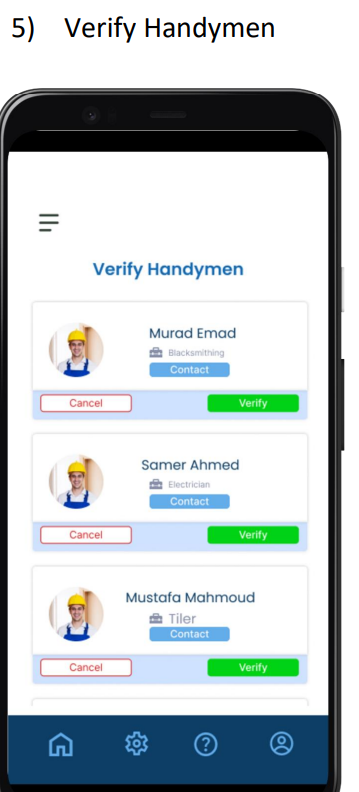 5) Verify Handymen
Verify Handymen
Murad Emad
Blacksmithing
Contact
Cancel Verify
Samer Ahmed
Electrician
Contact
Cancel Verify
Mustafa Mahmoud
Tiler
Contact
Cancel Verify
?